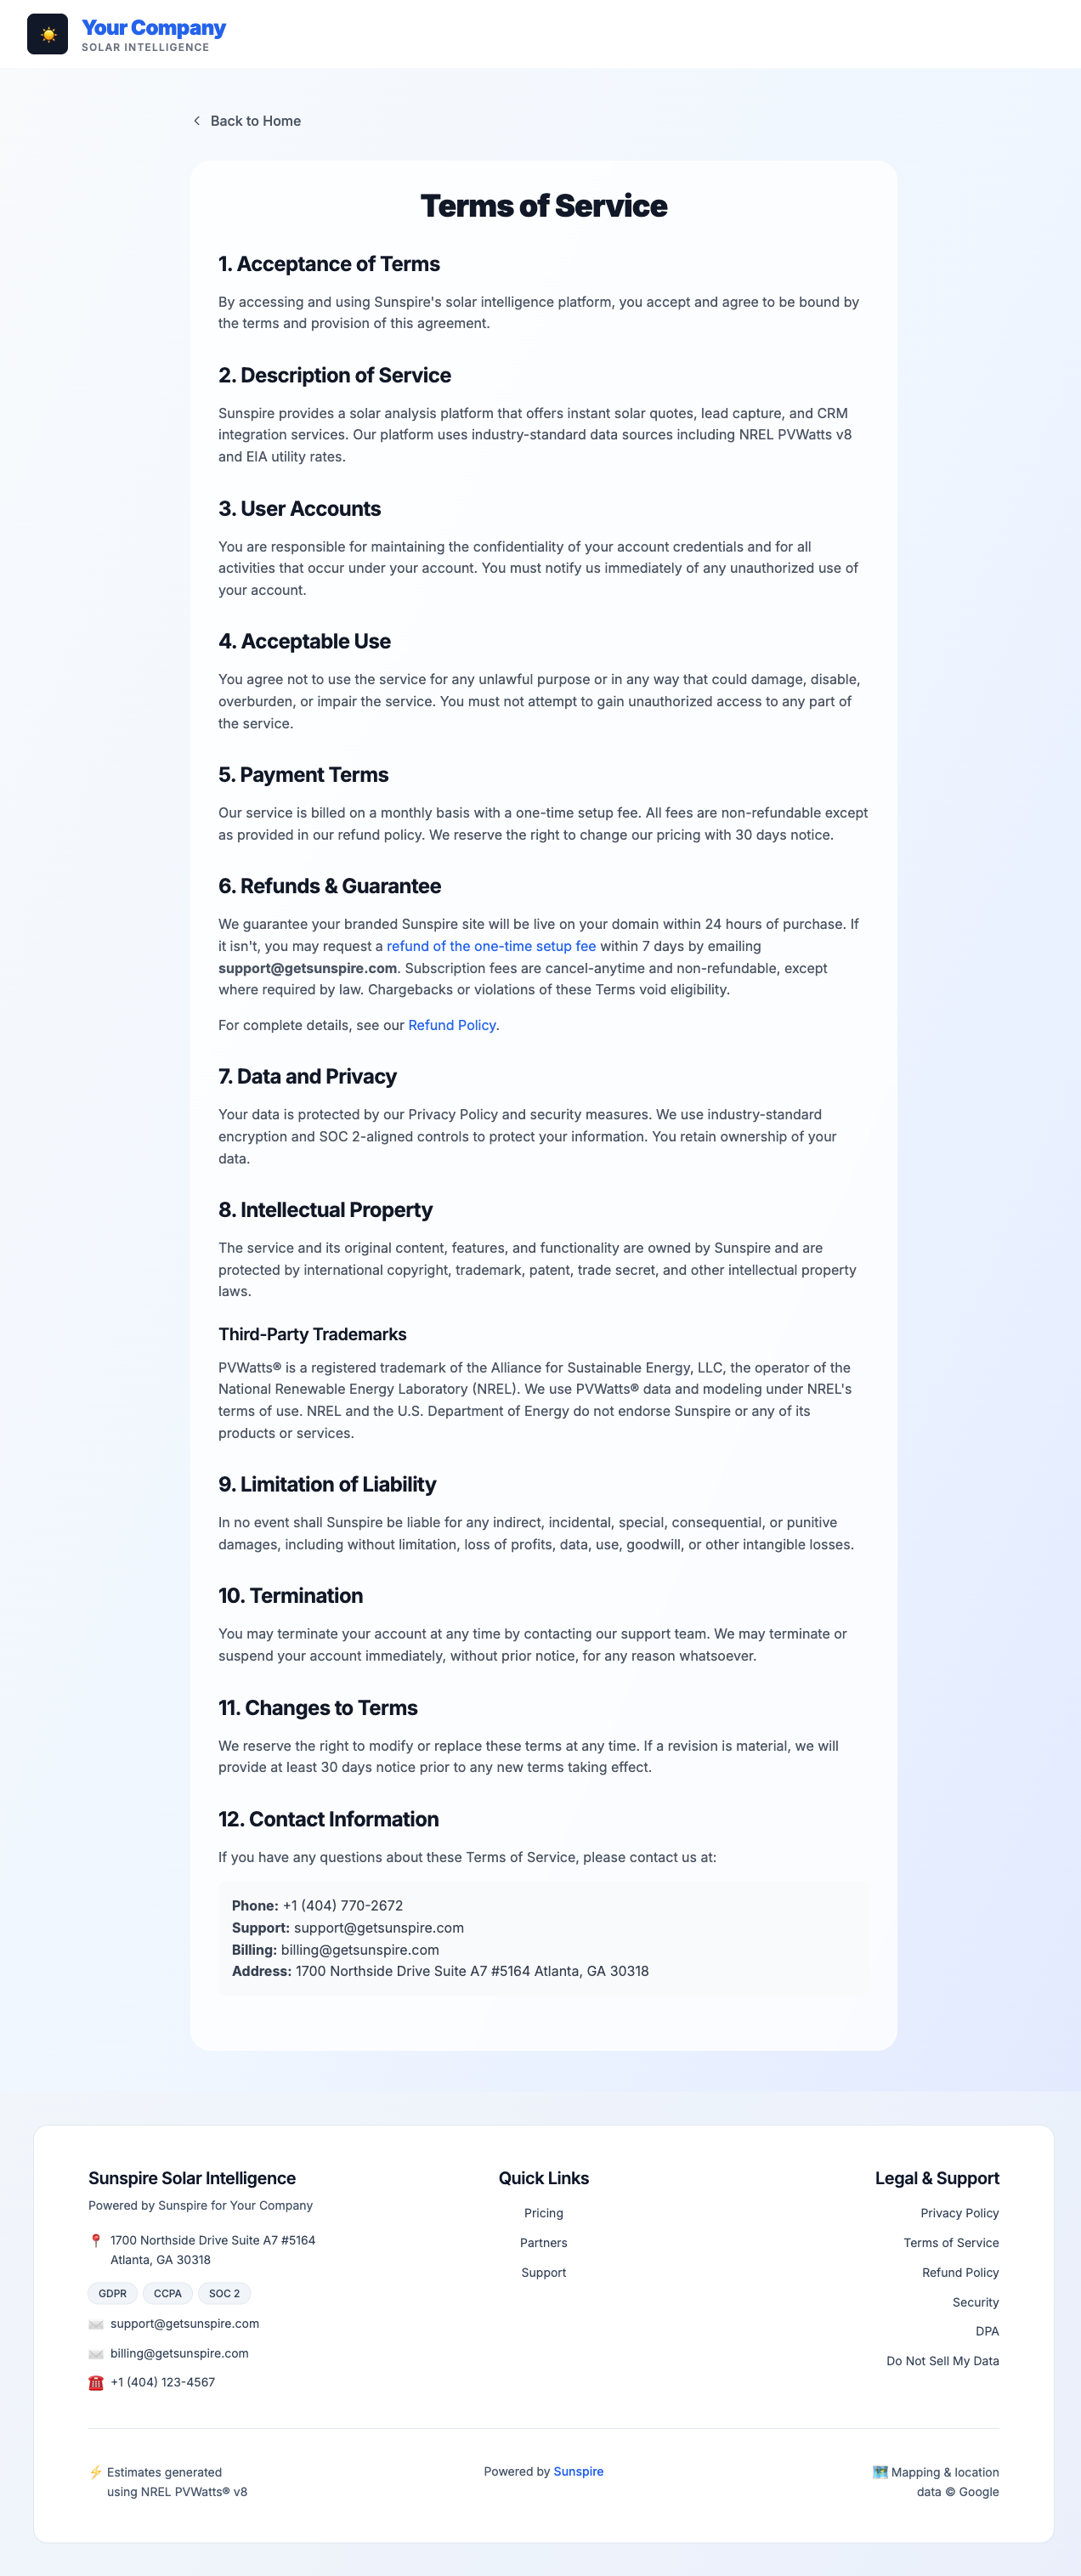 Your Company
SOLAR INTELLIGENCE
Back to Home
Terms of Service
1. Acceptance of Terms
By accessing and using Sunspire's solar intelligence platform, you accept and agree to be bound by
the terms and provision of this agreement.
2. Description of Service
Sunspire provides a solar analysis platform that offers instant solar quotes, lead capture, and CRM
integration services. Our platform uses industry-standard data sources including NREL PVWatts v8
and EIA utility rates.
3. User Accounts
You are responsible for maintaining the confidentiality of your account credentials and for all
activities that occur under your account. You must notify us immediately of any unauthorized use of
your account.
4. Acceptable Use
You agree not to use the service for any unlawful purpose or in any way that could damage, disable,
overburden, or impair the service. You must not attempt to gain unauthorized access to any part of
the service.
5. Payment Terms
Our service is billed on a monthly basis with a one-time setup fee. All fees are non-refundable except
as provided in our refund policy. We reserve the right to change our pricing with 30 days notice.
6. Refunds & Guarantee
We guarantee your branded Sunspire site will be live on your domain within 24 hours of purchase. If
it isn't, you may request a refund of the one-time setup fee within 7 days by emailing
support@getsunspire.com. Subscription fees are cancel-anytime and non-refundable, except
where required by law. Chargebacks or violations of these Terms void eligibility.
For complete details, see our Refund Policy.
7. Data and Privacy
Your data is protected by our Privacy Policy and security measures. We use industry-standard
encryption and SOC 2-aligned controls to protect your information. You retain ownership of your
data.
8. Intellectual Property
The service and its original content, features, and functionality are owned by Sunspire and are
protected by international copyright, trademark, patent, trade secret, and other intellectual property
laws.
Third-Party Trademarks
PVWatts® is a registered trademark of the Alliance for Sustainable Energy, LLC, the operator of the
National Renewable Energy Laboratory (NREL). We use PVWatts® data and modeling under NREL's
terms of use. NREL and the U.S. Department of Energy do not endorse Sunspire or any of its
products or services.
9. Limitation of Liability
In no event shall Sunspire be liable for any indirect, incidental, special, consequential, or punitive
damages, including without limitation, loss of profits, data, use, goodwill, or other intangible losses.
10. Termination
You may terminate your account at any time by contacting our support team. We may terminate or
suspend your account immediately, without prior notice, for any reason whatsoever.
11. Changes to Terms
We reserve the right to modify or replace these terms at any time. If a revision is material, we will
provide at least 30 days notice prior to any new terms taking effect.
12. Contact Information
If you have any questions about these Terms of Service, please contact us at:
Phone: +1 (404) 770-2672
Support: support@getsunspire.com
Billing: billing@getsunspire.com
Address: 1700 Northside Drive Suite A7 #5164 Atlanta, GA 30318
Sunspire Solar Intelligence
Powered by Sunspire for Your Company
1700 Northside Drive Suite A7 #5164
Atlanta, GA 30318
GDPR CCPA SOC 2
support@getsunspire.com
billing@getsunspire.com
+1 (404) 123-4567
Quick Links
Pricing
Partners
Support
Legal & Support
Privacy Policy
Terms of Service
Refund Policy
Security
DPA
Do Not Sell My Data
Estimates generated
using NREL PVWatts® v8
Powered by Sunspire
Mapping & location
data © Google